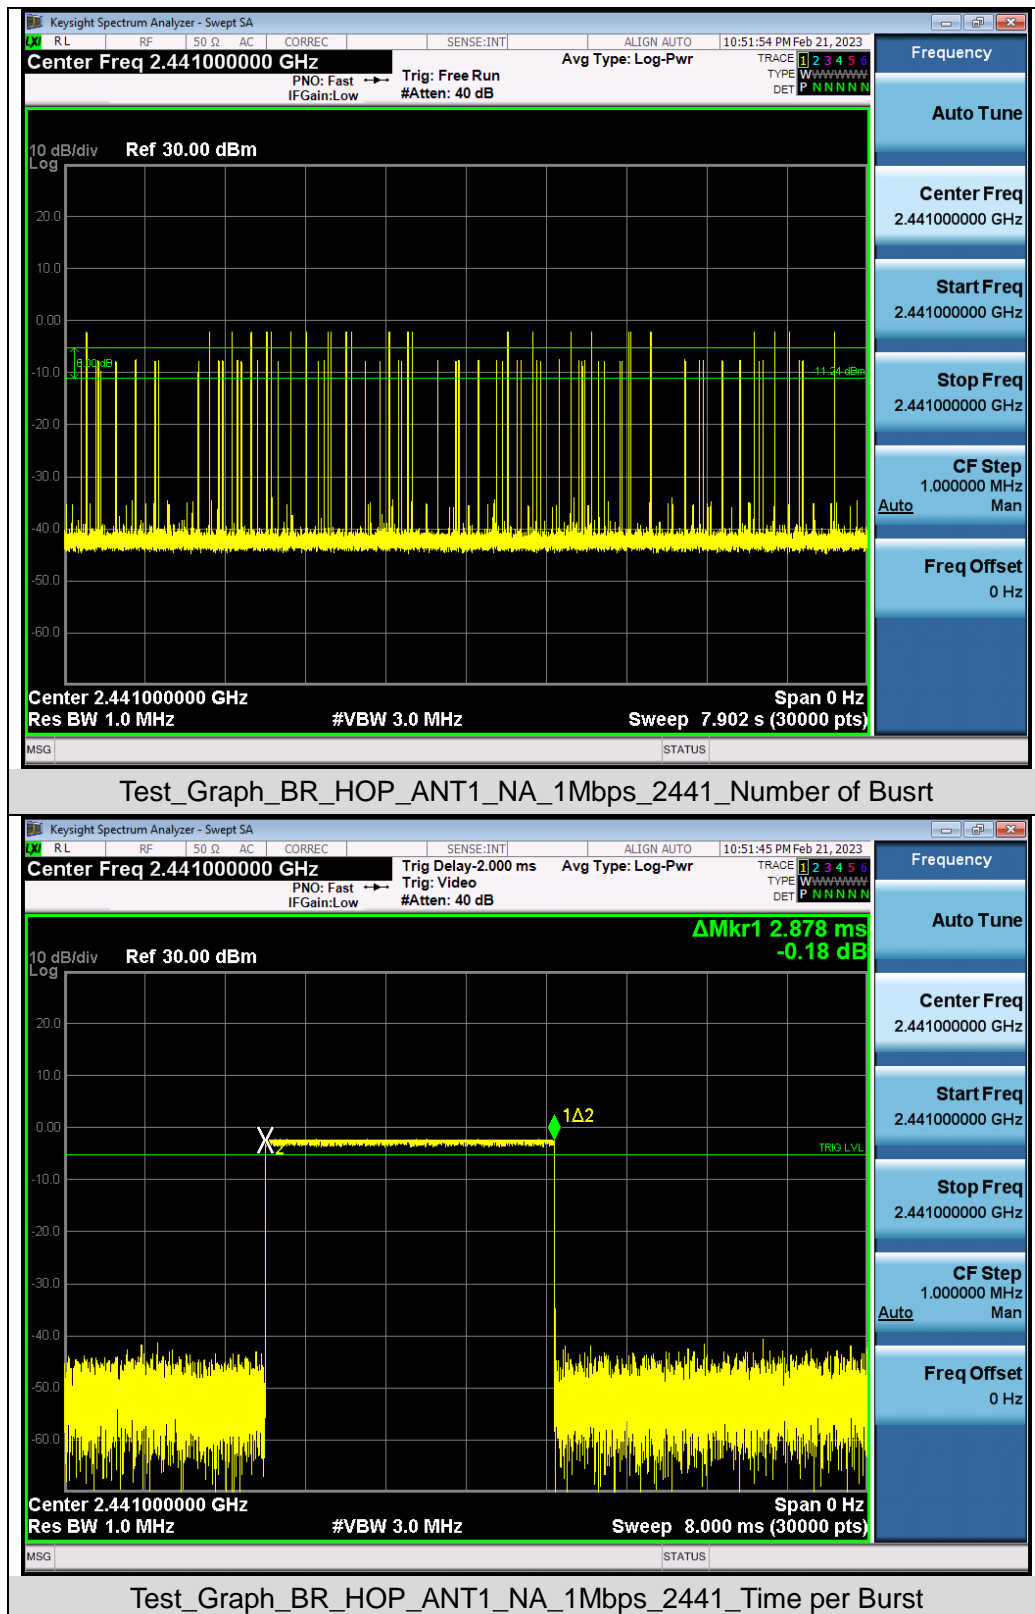 Keysight Spectrum Analyzer - Swept SA
LXI RL RF 50 Ω AC CORREC SENSE:INT ALIGN AUTO 10:51:54 PM Feb 21, 2023
Center Freq 2.441000000 GHz
PNO: Fast
IFGain:Low
Trig: Free Run
#Atten: 40 dB
Avg Type: Log-Pwr
TRACE 1 2 3 4 5 6
TYPE WWWWWW
DET P NNNNN
Frequency
Auto Tune
Center Freq
2.441000000 GHz
Start Freq
2.441000000 GHz
Stop Freq
2.441000000 GHz
CF Step
1.000000 MHz
Auto Man
Freq Offset
0 Hz
10 dB/div Ref 30.00 dBm
Log
20.0
10.0
0.00
6.00 dB
-11.24 dBm
-10.0
-20.0
-30.0
-40.0
-50.0
-60.0
Center 2.441000000 GHz Span 0 Hz
Res BW 1.0 MHz #VBW 3.0 MHz Sweep 7.902 s (30000 pts)
MSG STATUS
Test_Graph_BR_HOP_ANT1_NA_1Mbps_2441_Number of Busrt
Keysight Spectrum Analyzer - Swept SA
LXI RL RF 50 Ω AC CORREC SENSE:INT ALIGN AUTO 10:51:45 PM Feb 21, 2023
Center Freq 2.441000000 GHz
PNO: Fast
IFGain:Low
Trig Delay-2.000 ms
Trig: Video
#Atten: 40 dB
Avg Type: Log-Pwr
TRACE 1 2 3 4 5 6
TYPE WWWWWW
DET P NNNNN
Frequency
Auto Tune
Center Freq
2.441000000 GHz
Start Freq
2.441000000 GHz
Stop Freq
2.441000000 GHz
CF Step
1.000000 MHz
Auto Man
Freq Offset
0 Hz
ΔMkr1 2.878 ms
-0.18 dB
10 dB/div Ref 30.00 dBm
Log
20.0
10.0
0.00
1Δ2
2
TRIG LVL
-10.0
-20.0
-30.0
-40.0
-50.0
-60.0
Center 2.441000000 GHz Span 0 Hz
Res BW 1.0 MHz #VBW 3.0 MHz Sweep 8.000 ms (30000 pts)
MSG STATUS
Test_Graph_BR_HOP_ANT1_NA_1Mbps_2441_Time per Burst